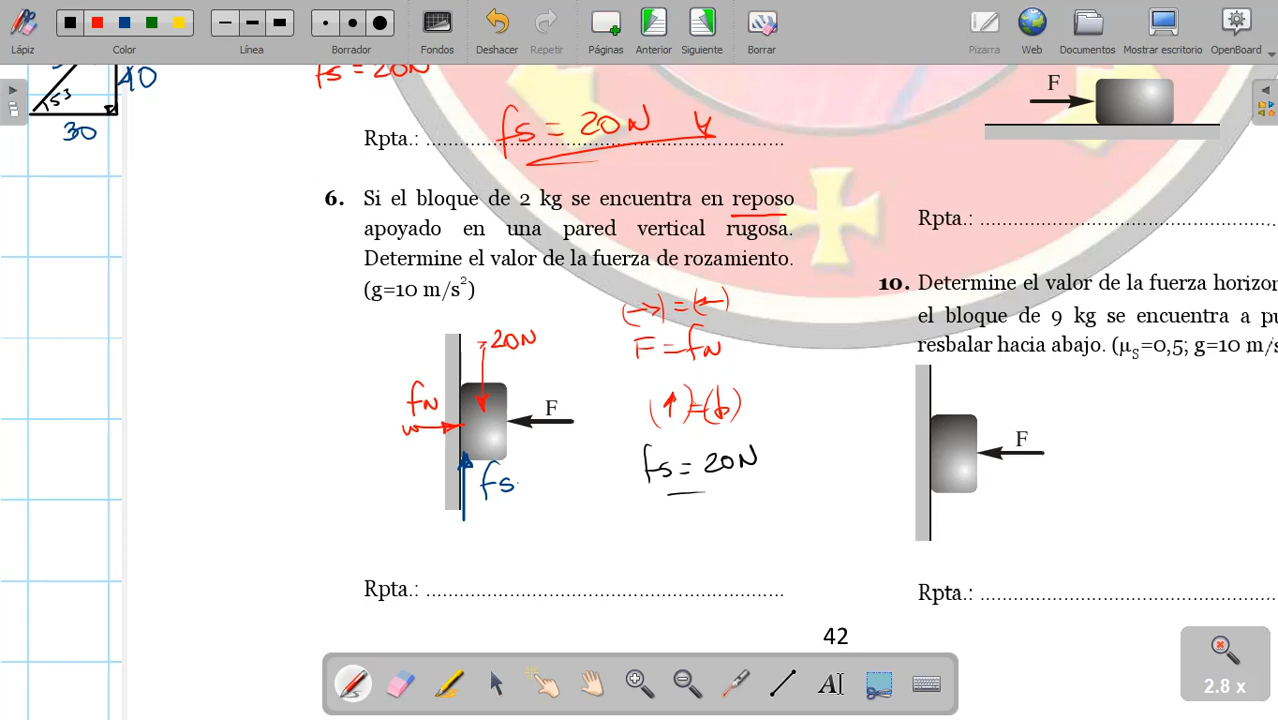 Lápiz
Color
Línea
Borrador
Fondos
Deshacer
Repetir
Páginas
Anterior
Siguiente
Borrar
Pizarra
Web
Documentos
Mostrar escritorio
OpenBoard
53
40
30
fs = 20N
Rpta.: fs = 20N
6. Si el bloque de 2 kg se encuentra en reposo
apoyado en una pared vertical rugosa.
Determine el valor de la fuerza de rozamiento.
(g=10 m/s²)
(→) = (←)
F = fN
20N
fN
F
(↑)=(↓)
fs = 20N
fs
Rpta.:
F
Rpta.:
10. Determine el valor de la fuerza horiz
el bloque de 9 kg se encuentra a pu
resbalar hacia abajo. (μS=0,5; g=10 m/s
F
Rpta.:
42
2.8 x